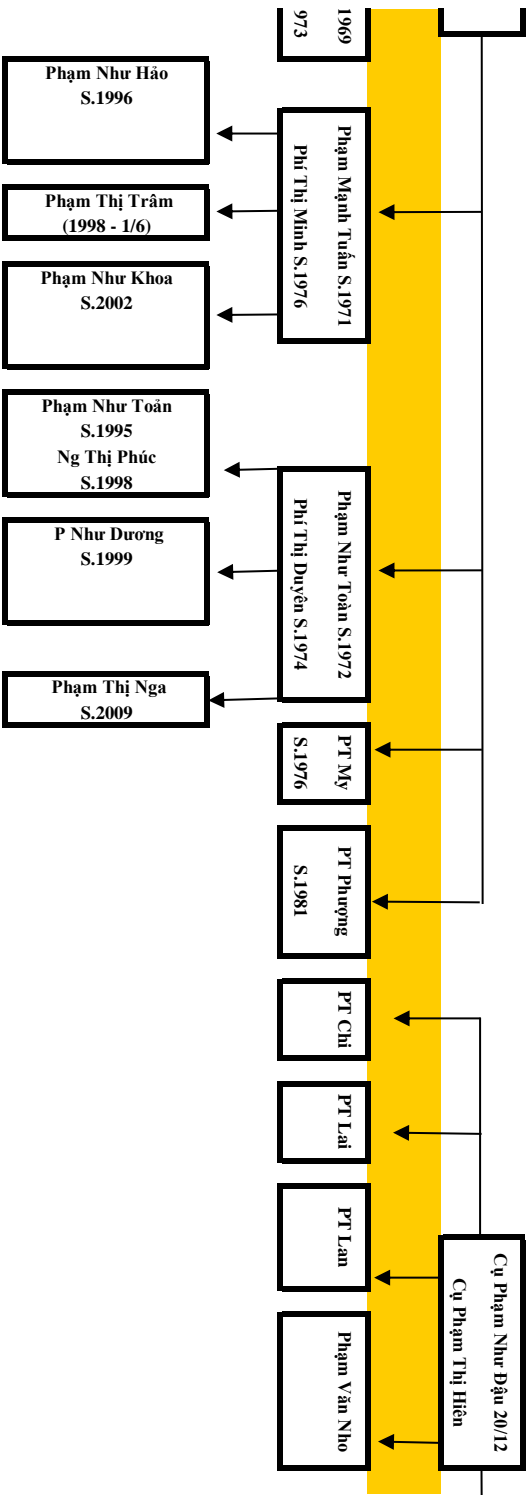 1969
973
Phạm Như Hảo
S.1996
Phạm Mạnh Tuấn S.1971
Phí Thị Minh S.1976
Phạm Thị Trâm
(1998 - 1/6)
Phạm Như Khoa
S.2002
Phạm Như Toản
S.1995
Ng Thị Phúc
S.1998
Phạm Như Toàn S.1972
Phí Thị Duyên S.1974
P Như Dương
S.1999
Phạm Thị Nga
S.2009
PT My
S.1976
PT Phượng
S.1981
PT Chi
PT Lai
PT Lan
Cụ Phạm Như Đậu 20/12
Cụ Phạm Thị Hiên
Phạm Văn Nho